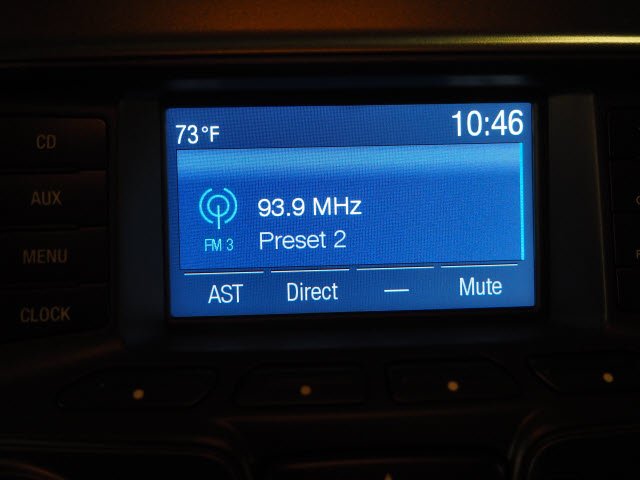 73°F 10:46
CD
AUX
MENU
CLOCK
93.9 MHz
FM 3 Preset 2
AST Direct — Mute